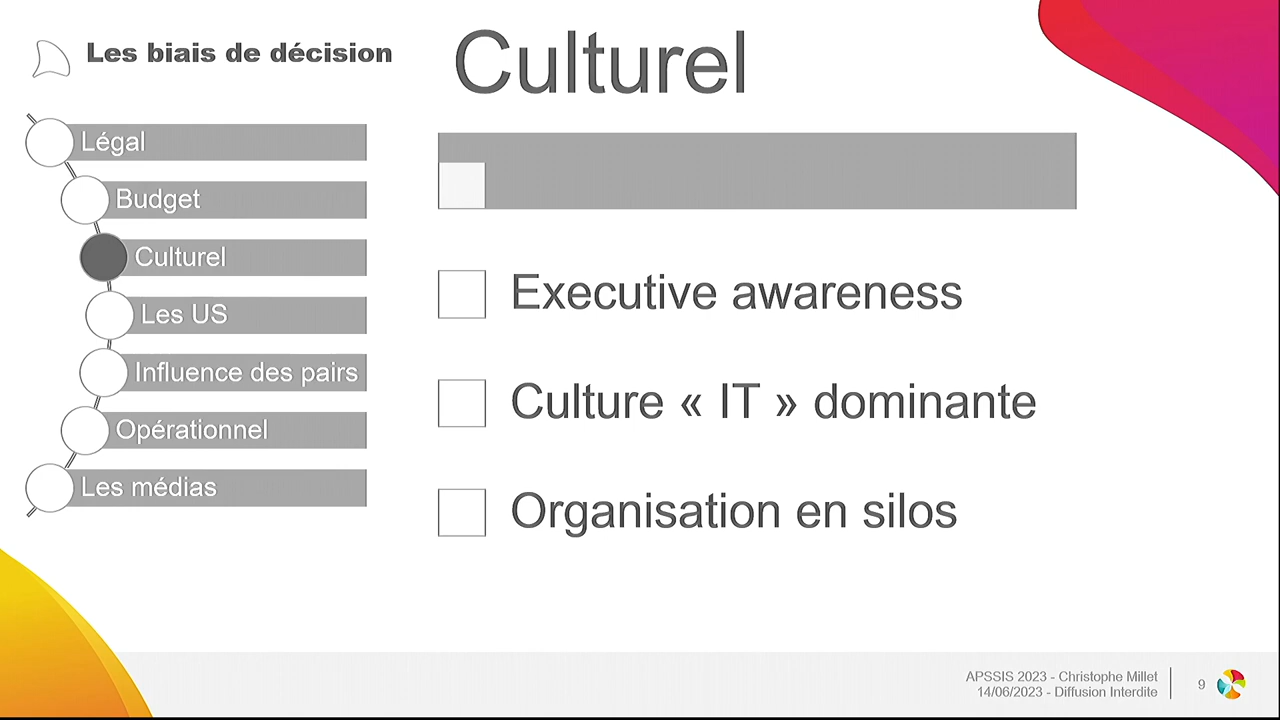 Les biais de décision
Culturel
Légal
Budget
Culturel
Les US
Influence des pairs
Opérationnel
Les médias
Executive awareness
Culture « IT » dominante
Organisation en silos
APSSIS 2023 - Christophe Millet
14/06/2023 - Diffusion Interdite
9